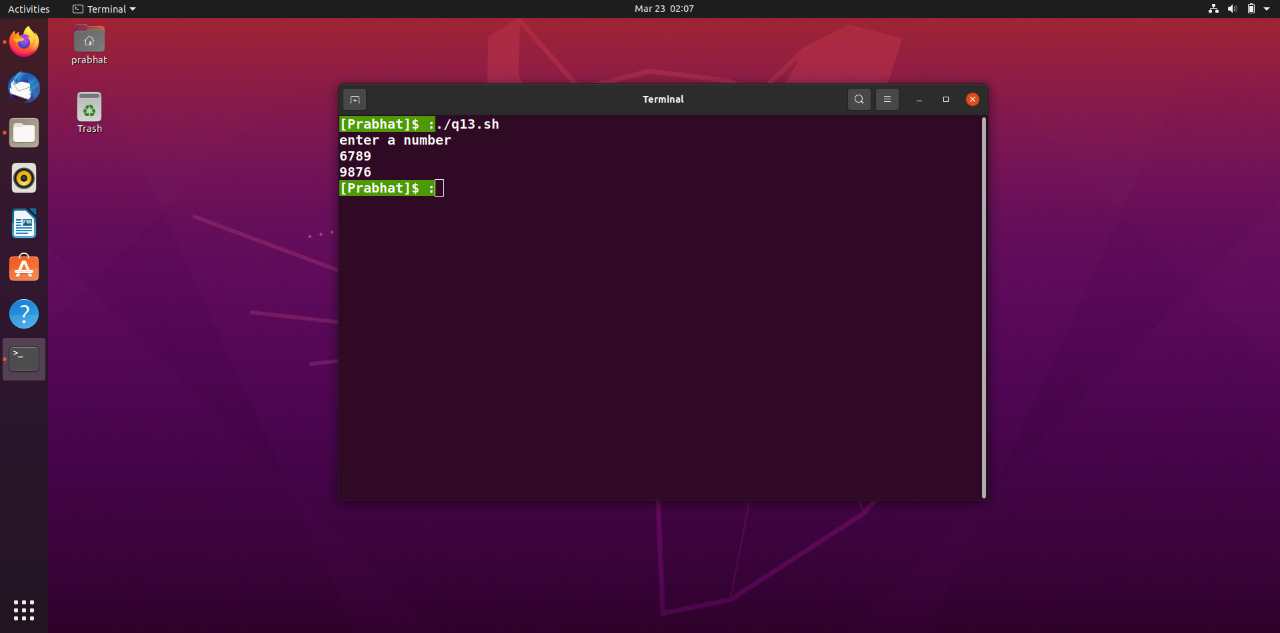 Activities
Terminal
Mar 23 02:07
prabhat
Trash
Terminal
[Prabhat]$ :./q13.sh
enter a number
6789
9876
[Prabhat]$ :